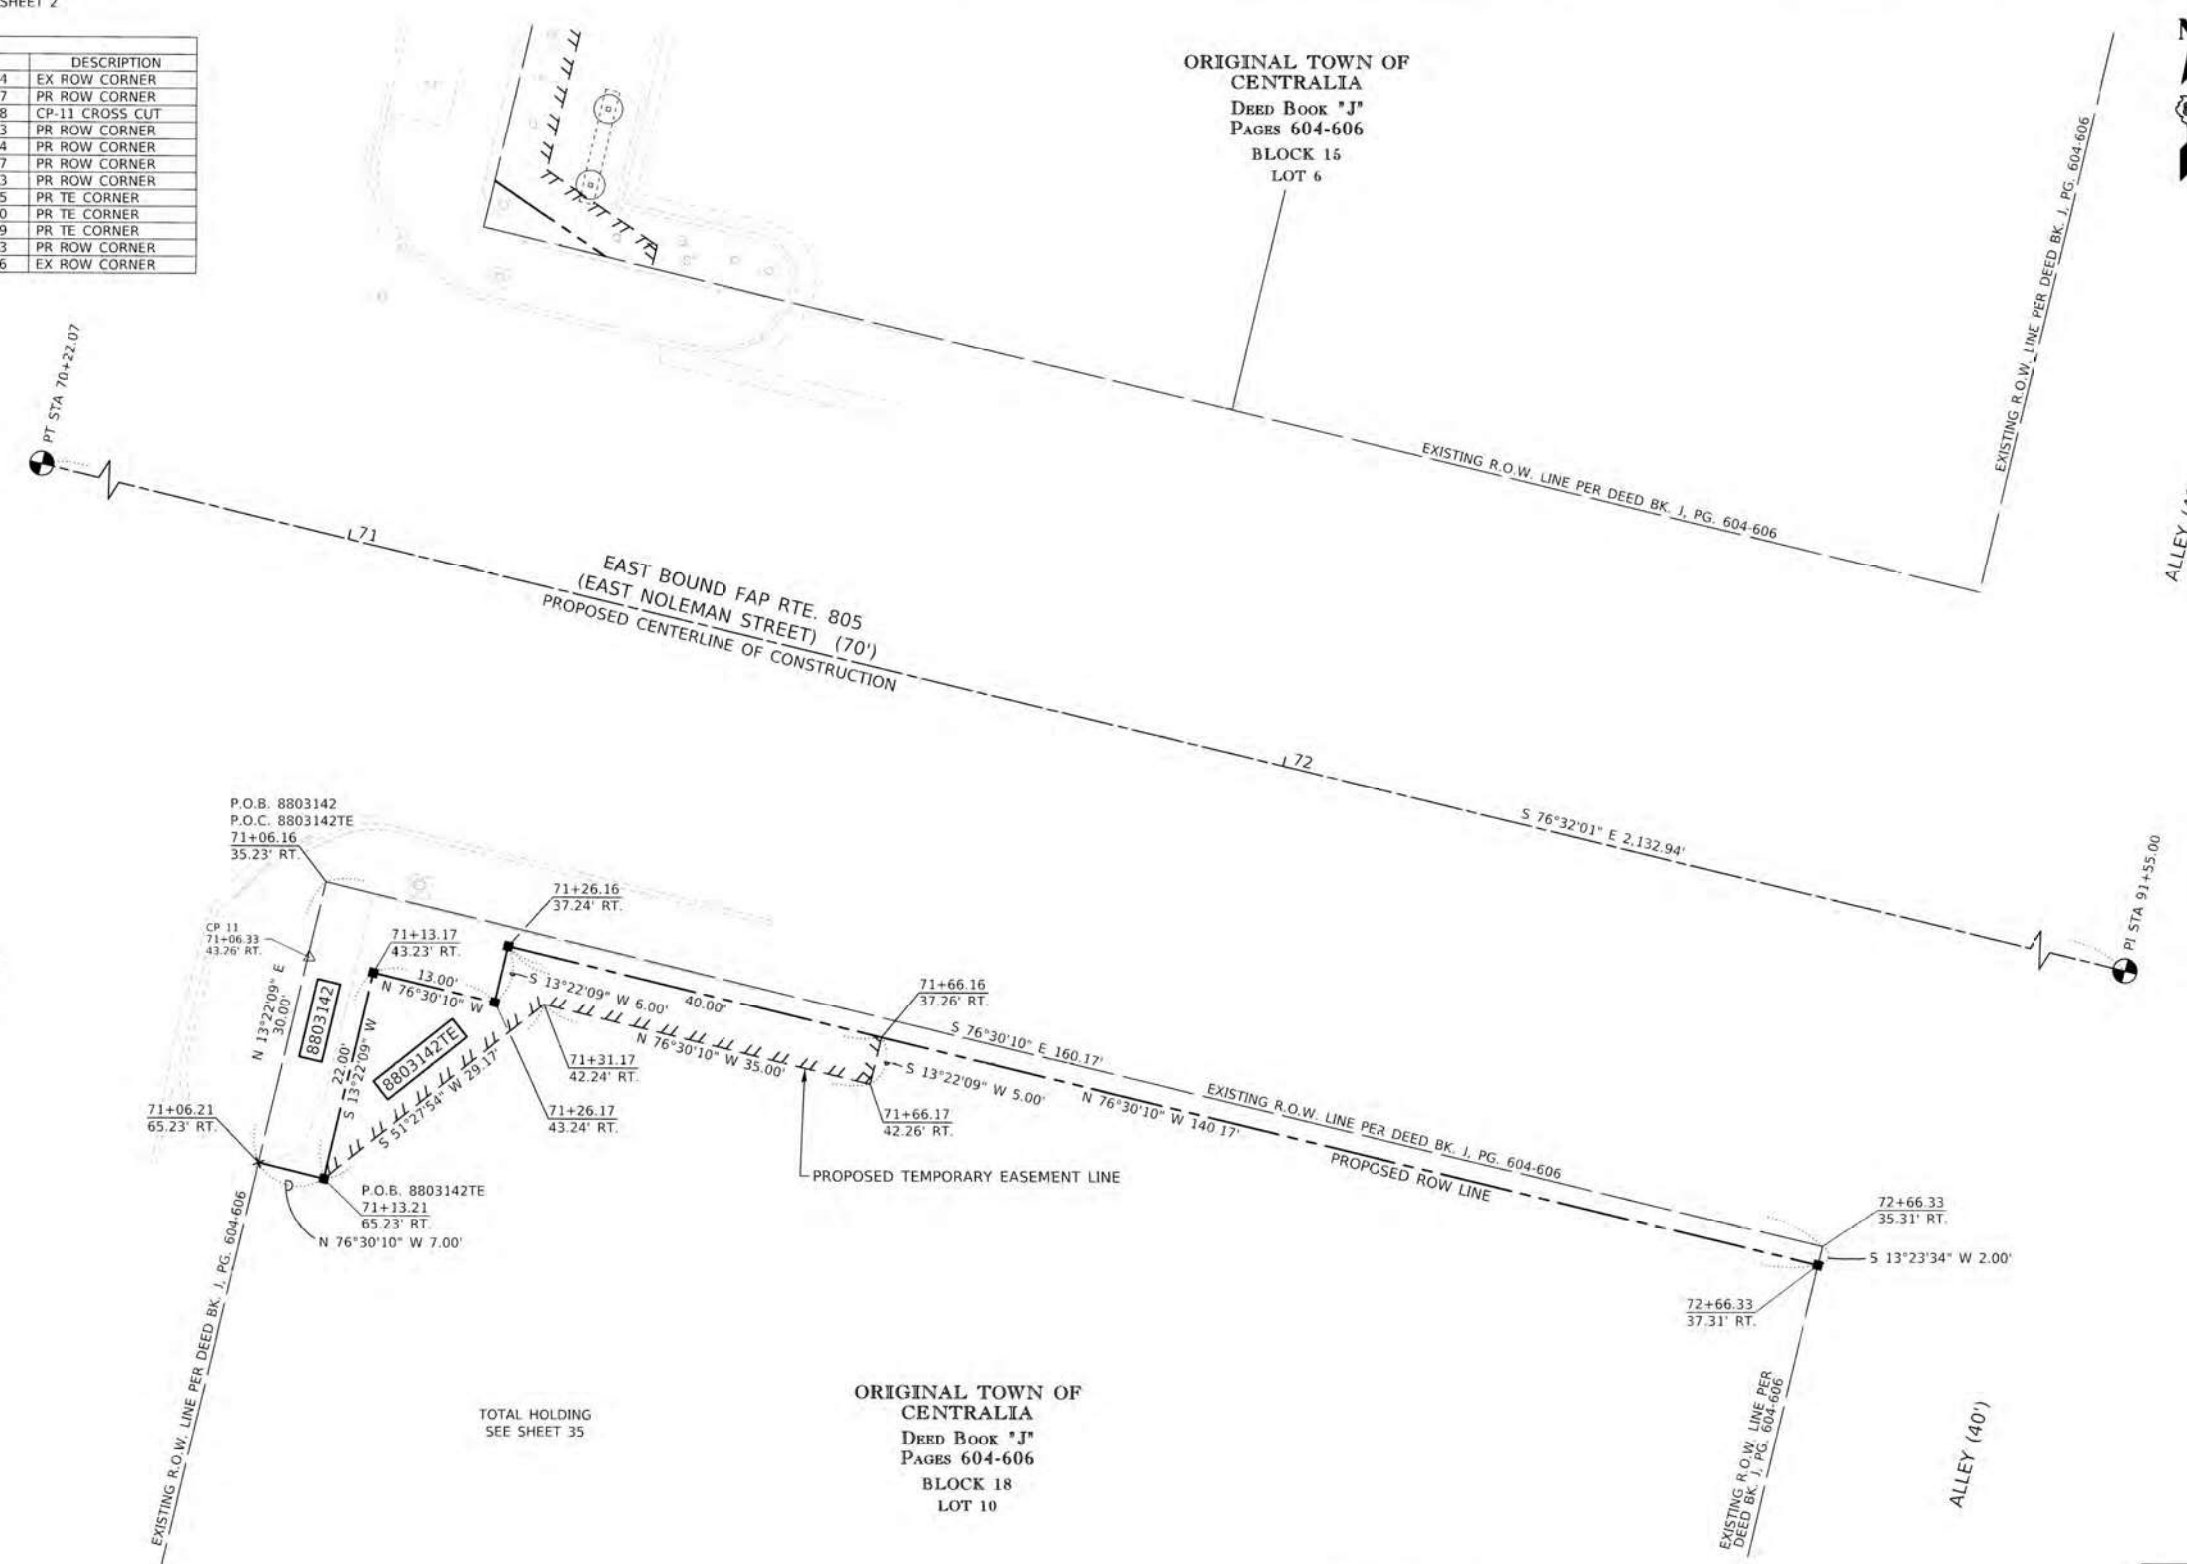 SHEET 2
DESCRIPTION
4 EX ROW CORNER
7 PR ROW CORNER
8 CP-11 CROSS CUT
3 PR ROW CORNER
4 PR ROW CORNER
7 PR ROW CORNER
3 PR ROW CORNER
5 PR TE CORNER
0 PR TE CORNER
9 PR TE CORNER
3 PR ROW CORNER
6 EX ROW CORNER
ORIGINAL TOWN OF
CENTRALIA
DEED BOOK "J"
PAGES 604-606
BLOCK 15
LOT 6
EXISTING R.O.W. LINE PER DEED BK. J, PG. 604-606
EXISTING R.O.W. LINE PER DEED BK. J, PG. 604-606
ALLEY
PT STA 70+22.07
71
EAST BOUND FAP RTE. 805
(EAST NOLEMAN STREET) (70')
PROPOSED CENTERLINE OF CONSTRUCTION
72
S 76°32'01" E 2,132.94'
PI STA 91+55.00
P.O.B. 8803142
P.O.C. 8803142TE
71+06.16
35.23' RT.
CP 11
71+06.33
43.26' RT.
71+13.17
43.23' RT.
71+26.16
37.24' RT.
13.00'
N 76°30'10" W
S 13°22'09" W 6.00'
40.00'
71+66.16
37.26' RT.
S 76°30'10" E 160.17'
N 13°22'09" E
30.00'
8803142
22.00'
S 13°22'09" W
8803142TE
S 51°27'54" W 29.17'
N 76°30'10" W 35.00'
71+31.17
42.24' RT.
S 13°22'09" W 5.00'
N 76°30'10" W 140.17'
EXISTING R.O.W. LINE PER DEED BK. J, PG. 604-606
PROPOSED ROW LINE
71+06.21
65.23' RT.
71+26.17
43.24' RT.
71+66.17
42.26' RT.
PROPOSED TEMPORARY EASEMENT LINE
P.O.B. 8803142TE
71+13.21
65.23' RT.
N 76°30'10" W 7.00'
72+66.33
35.31' RT.
S 13°23'34" W 2.00'
72+66.33
37.31' RT.
EXISTING R.O.W. LINE PER DEED BK. J, PG. 604-606
TOTAL HOLDING
SEE SHEET 35
ORIGINAL TOWN OF
CENTRALIA
DEED BOOK "J"
PAGES 604-606
BLOCK 18
LOT 10
EXISTING R.O.W. LINE PER
DEED BK. J, PG. 604-606
ALLEY (40')